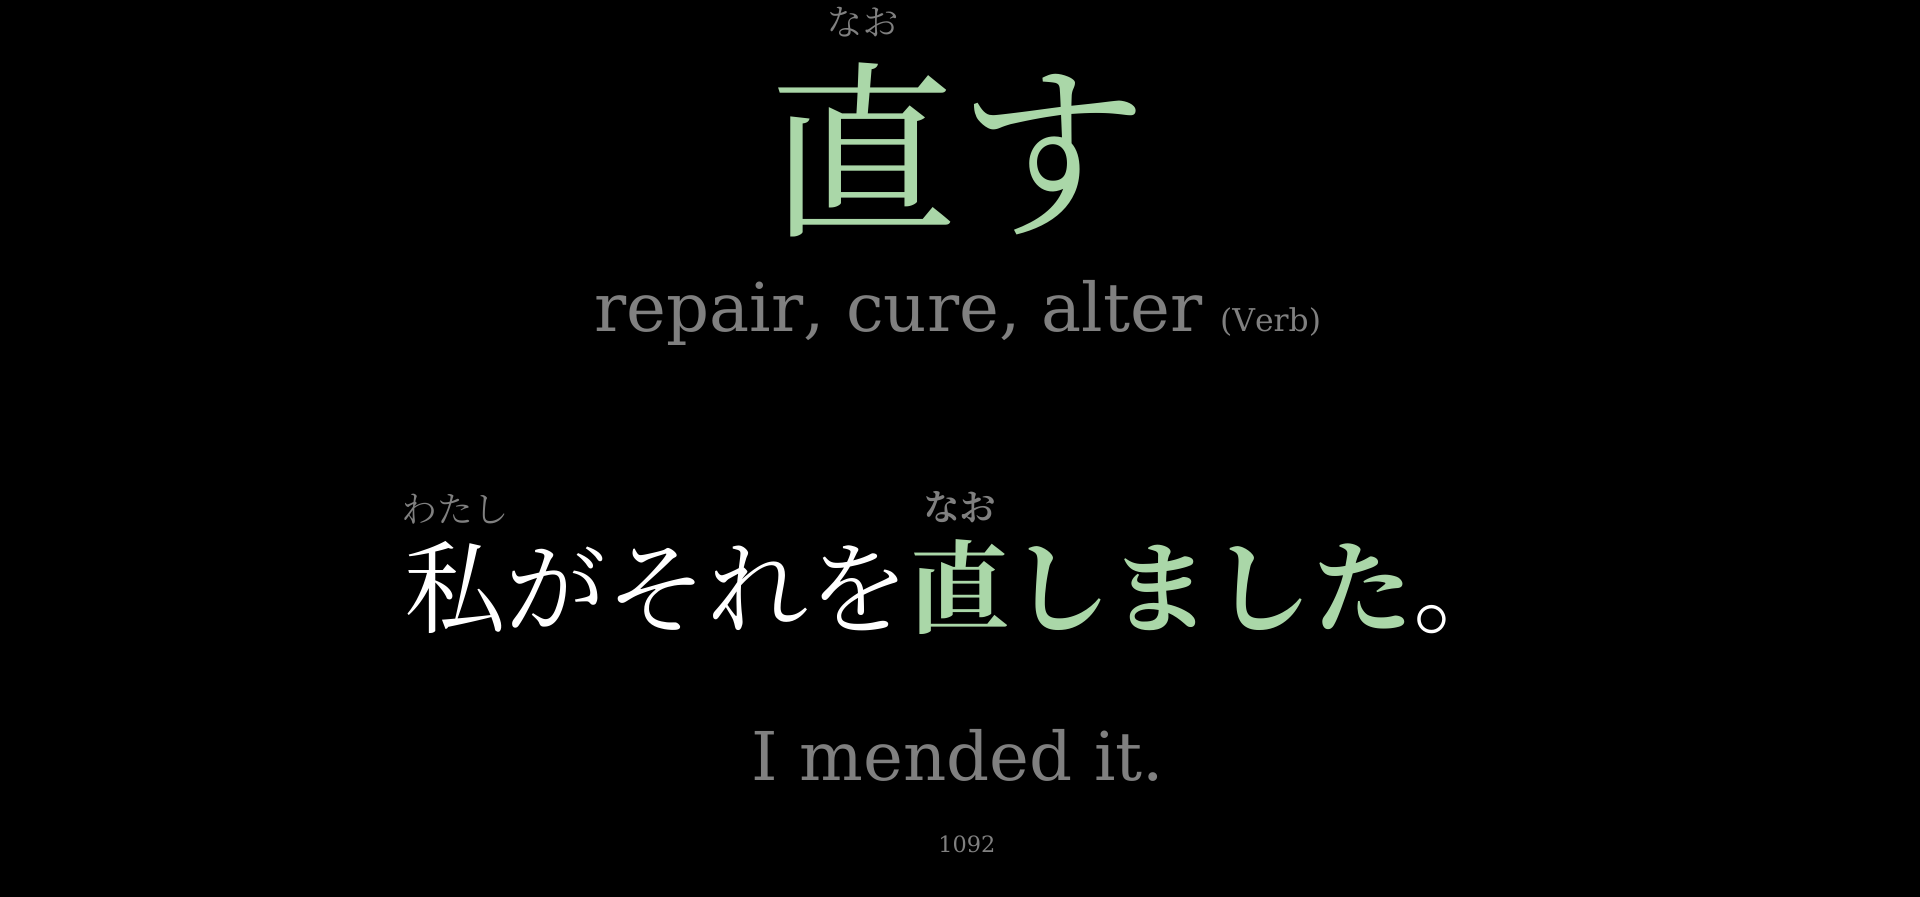 なお
直す
repair, cure, alter (Verb)
わたし なお
私がそれを直しました。
I mended it.
1092